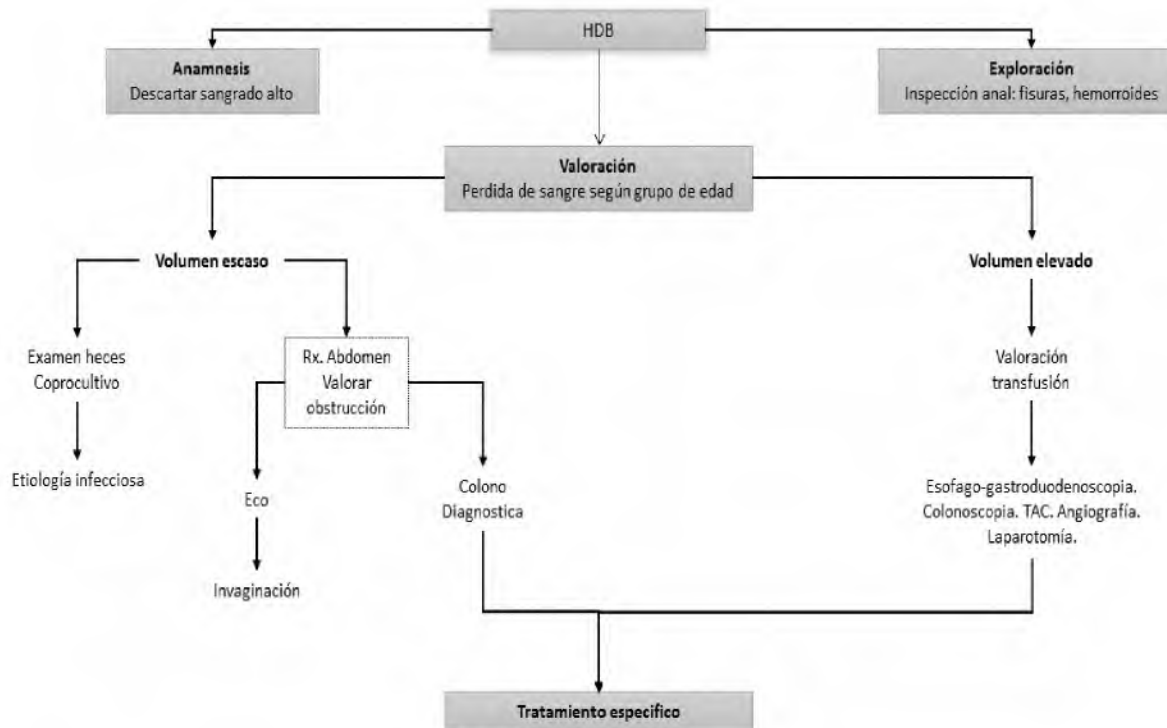 HDB
Anamnesis
Descartar sangrado alto
Exploración
Inspección anal: fisuras, hemorroides
Valoración
Perdida de sangre según grupo de edad
Volumen escaso
Volumen elevado
Examen heces
Coprocultivo
Rx. Abdomen
Valorar
obstrucción
Valoración
transfusión
Etiología infecciosa
Eco
Colono
Diagnostica
Esofago-gastroduodenoscopia.
Colonoscopia. TAC. Angiografía.
Laparotomía.
Invaginación
Tratamiento especifico